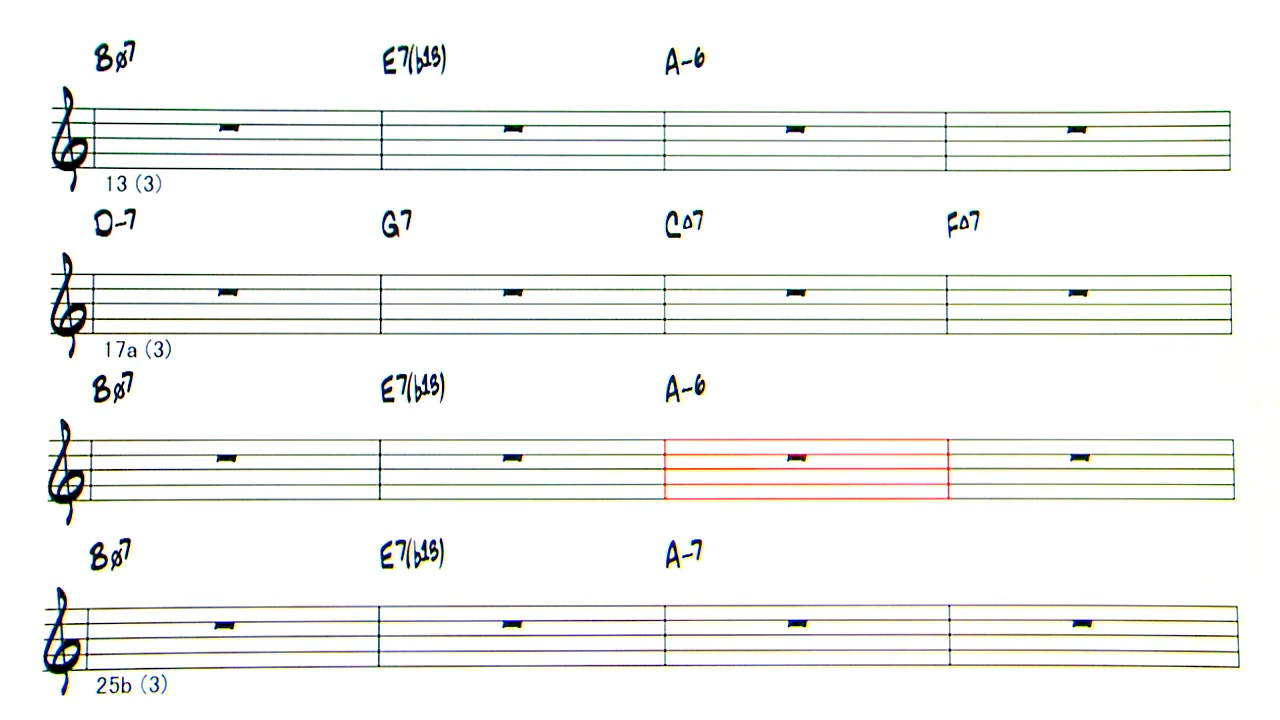 Bø7 E7(b13) A-6
13 (3)
D-7 G7 CΔ7 FΔ7
17a (3)
Bø7 E7(b13) A-6
Bø7 E7(b13) A-7
25b (3)